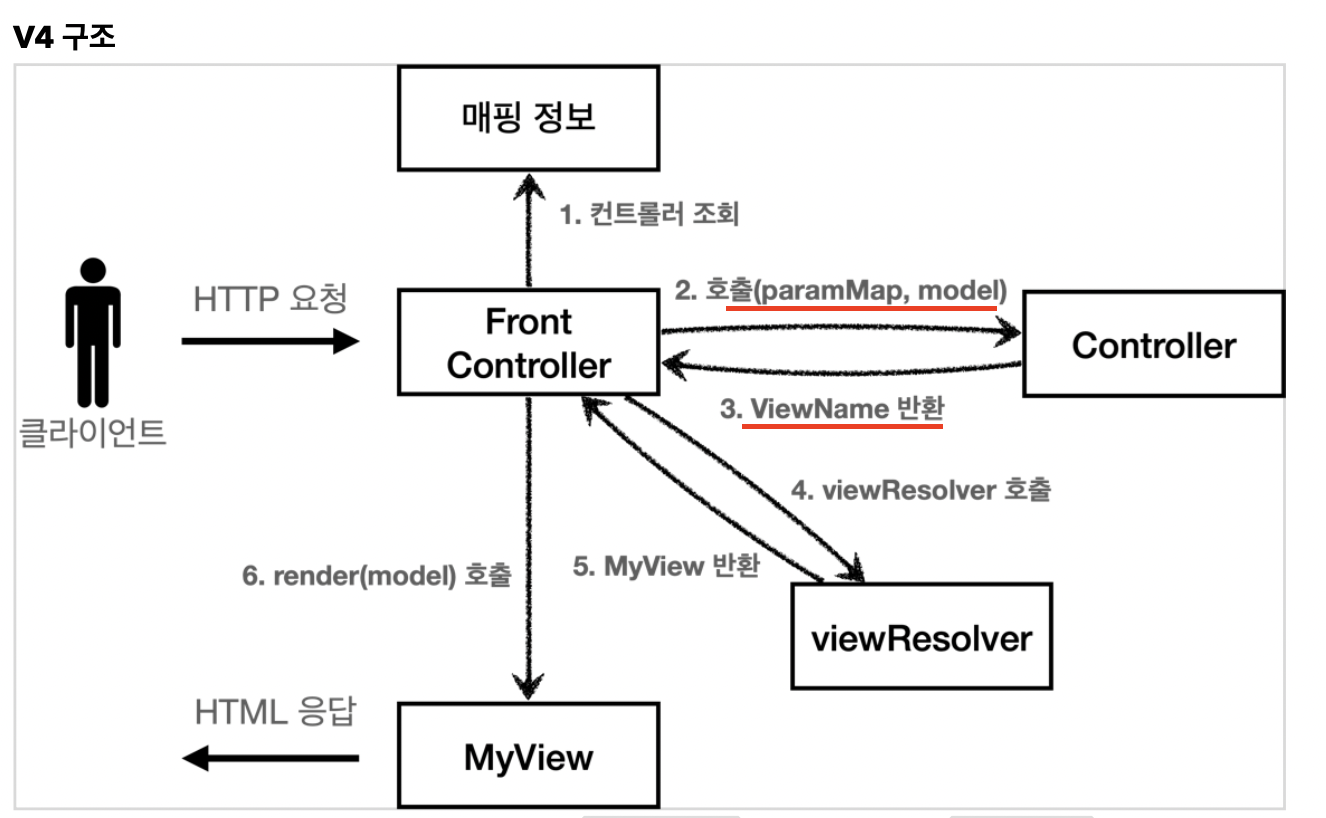 V4 구조
매핑 정보
1. 컨트롤러 조회
HTTP 요청
클라이언트
Front
Controller
2. 호출(paramMap, model)
Controller
3. ViewName 반환
4. viewResolver 호출
5. MyView 반환
6. render(model) 호출
viewResolver
HTML 응답
MyView